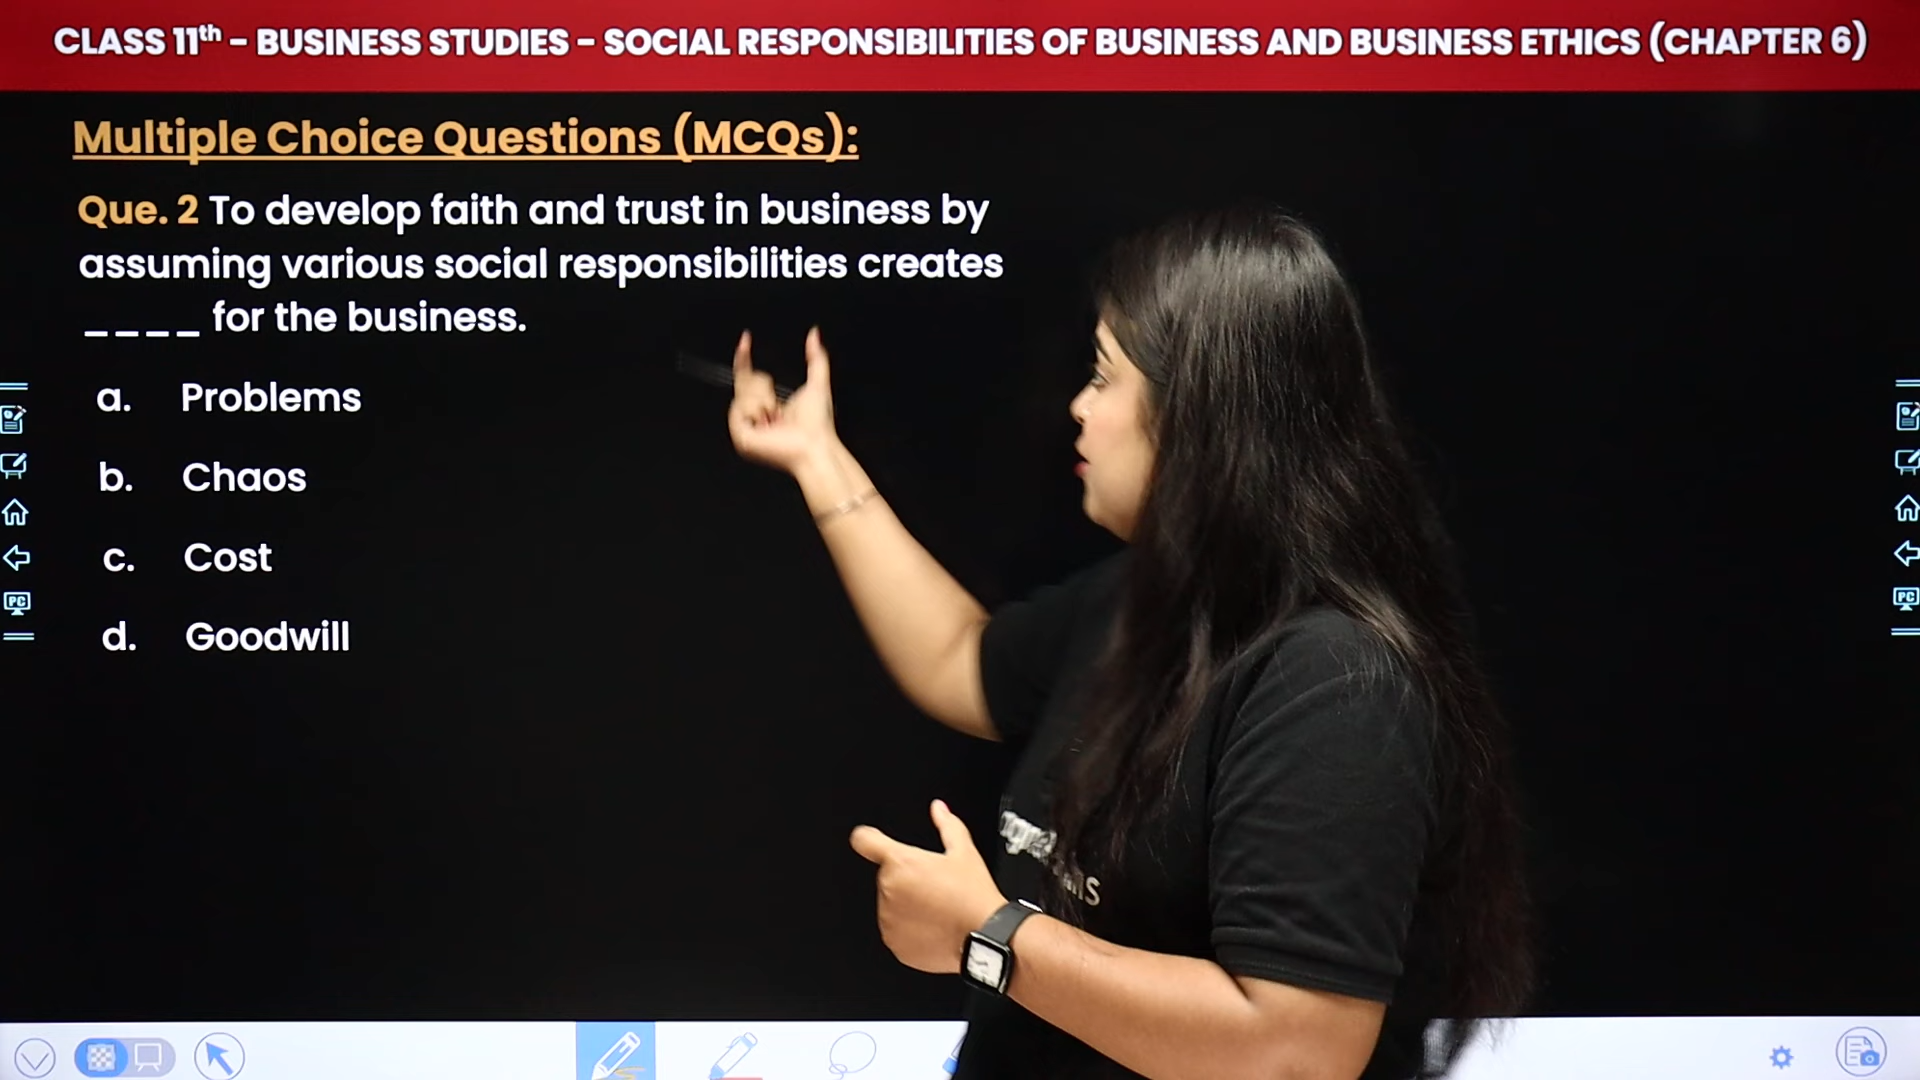 CLASS 11th - BUSINESS STUDIES - SOCIAL RESPONSIBILITIES OF BUSINESS AND BUSINESS ETHICS (CHAPTER 6)
Multiple Choice Questions (MCQs):
Que. 2 To develop faith and trust in business by
assuming various social responsibilities creates
____ for the business.
a. Problems
b. Chaos
c. Cost
d. Goodwill
PC
PC